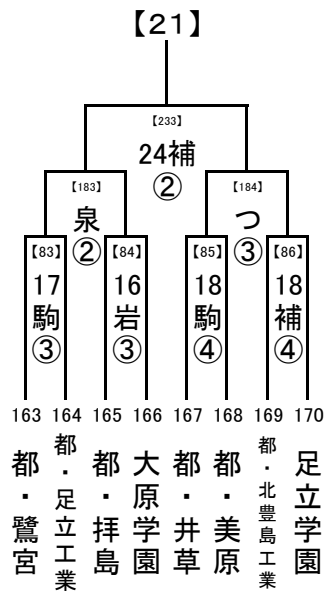 【21】
【233】
24補
②
【183】 【184】
泉 つ
② ③
【83】 【84】 【85】 【86】
17 16 18 18
駒 岩 駒 補
③ ③ ④ ④
163 164 165 166 167 168 169 170
都・鷺宮
都・足立工業
都・拝島
大原学園
都・井草
都・美原
都・北豊島工業
足立学園